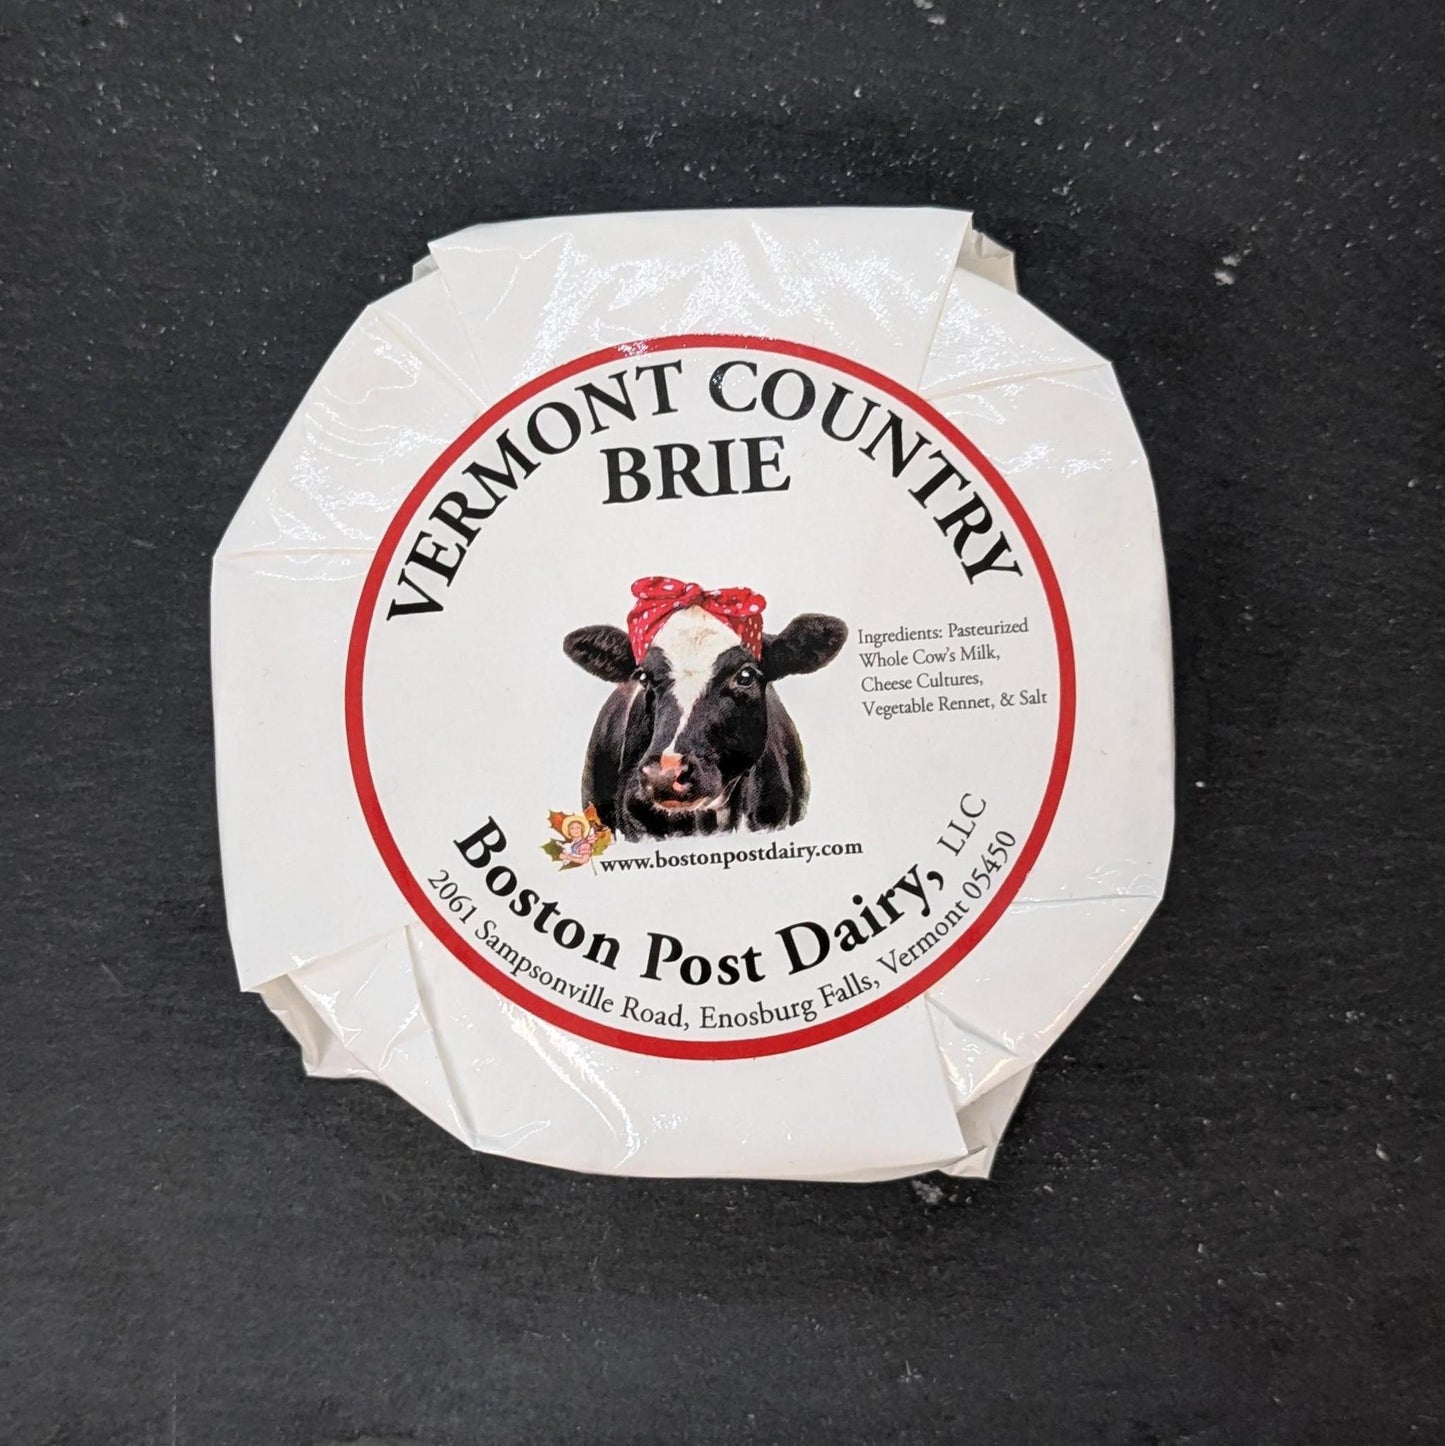 VERMONT COUNTRY
BRIE
Ingredients: Pasteurized
Whole Cow's Milk,
Cheese Cultures,
Vegetable Rennet, & Salt
www.bostonpostdairy.com
Boston Post Dairy, LLC
2061 Sampsonville Road, Enosburg Falls, Vermont 05450